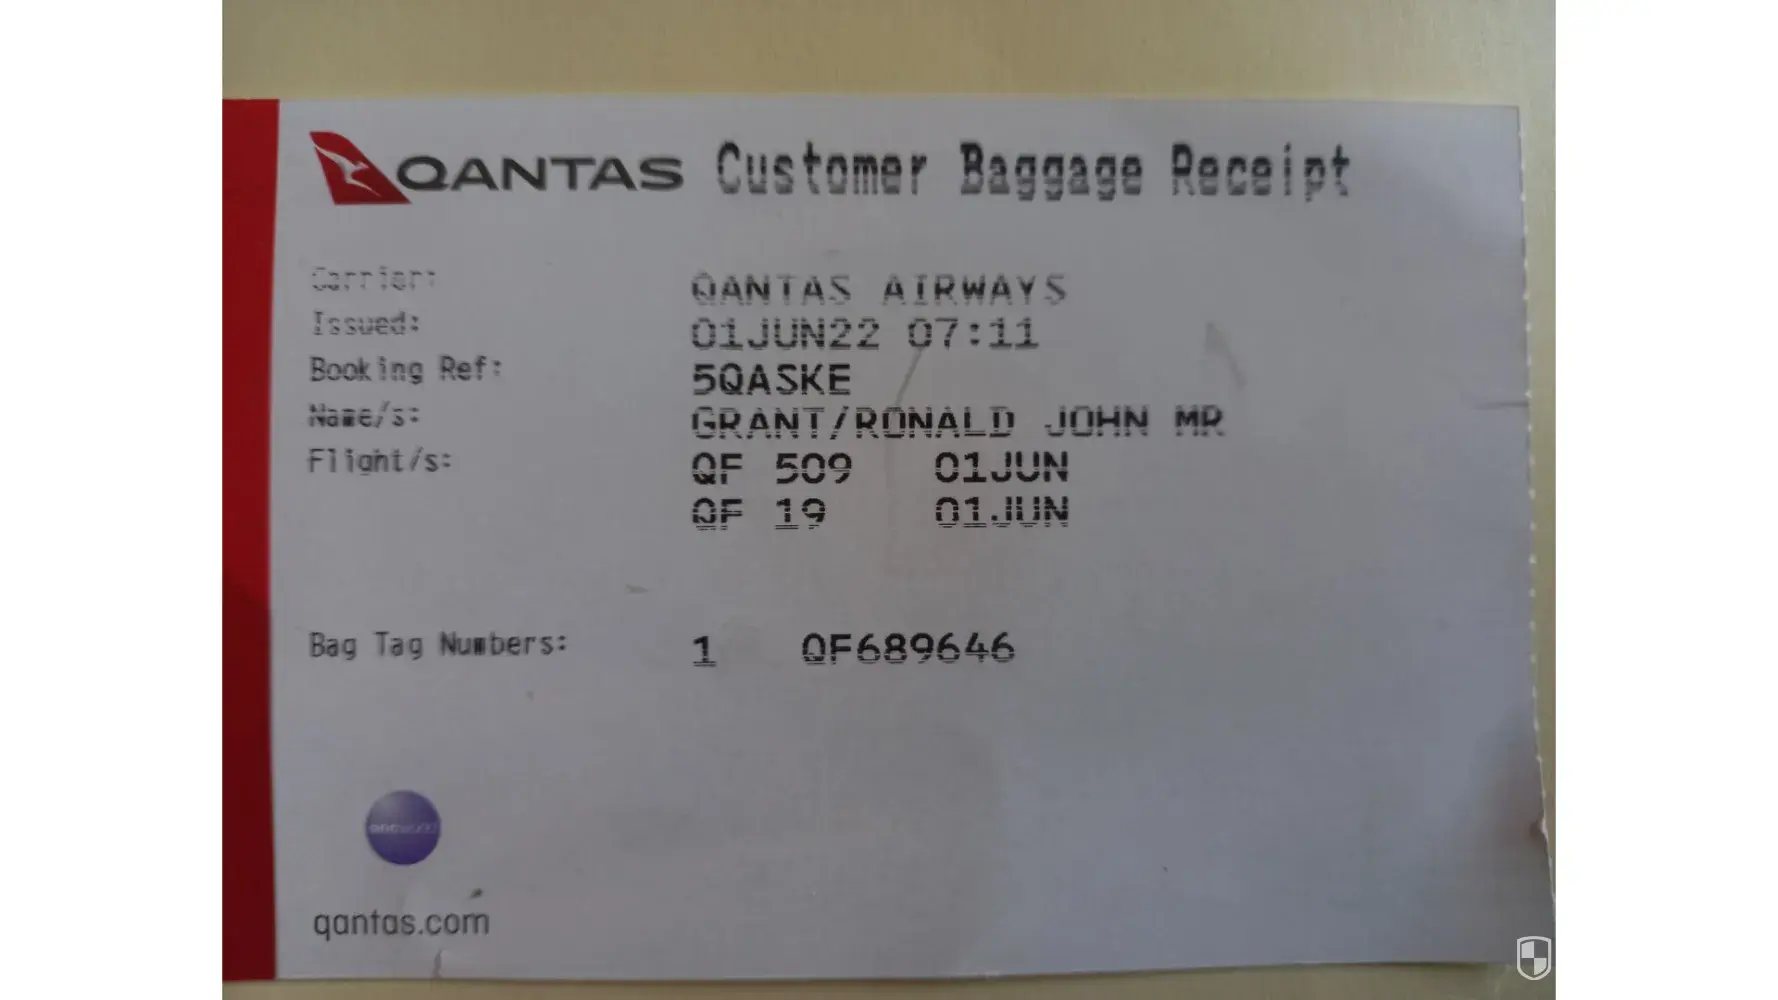 QANTAS Customer Baggage Receipt
Carrier: QANTAS AIRWAYS
Issued: 01JUN22 07:11
Booking Ref: 5QASKE
Name/s: GRANT/RONALD JOHN MR
Flight/s: QF 509 01JUN
QF 19 01JUN
Bag Tag Numbers: 1 QF689646
oneworld
qantas.com